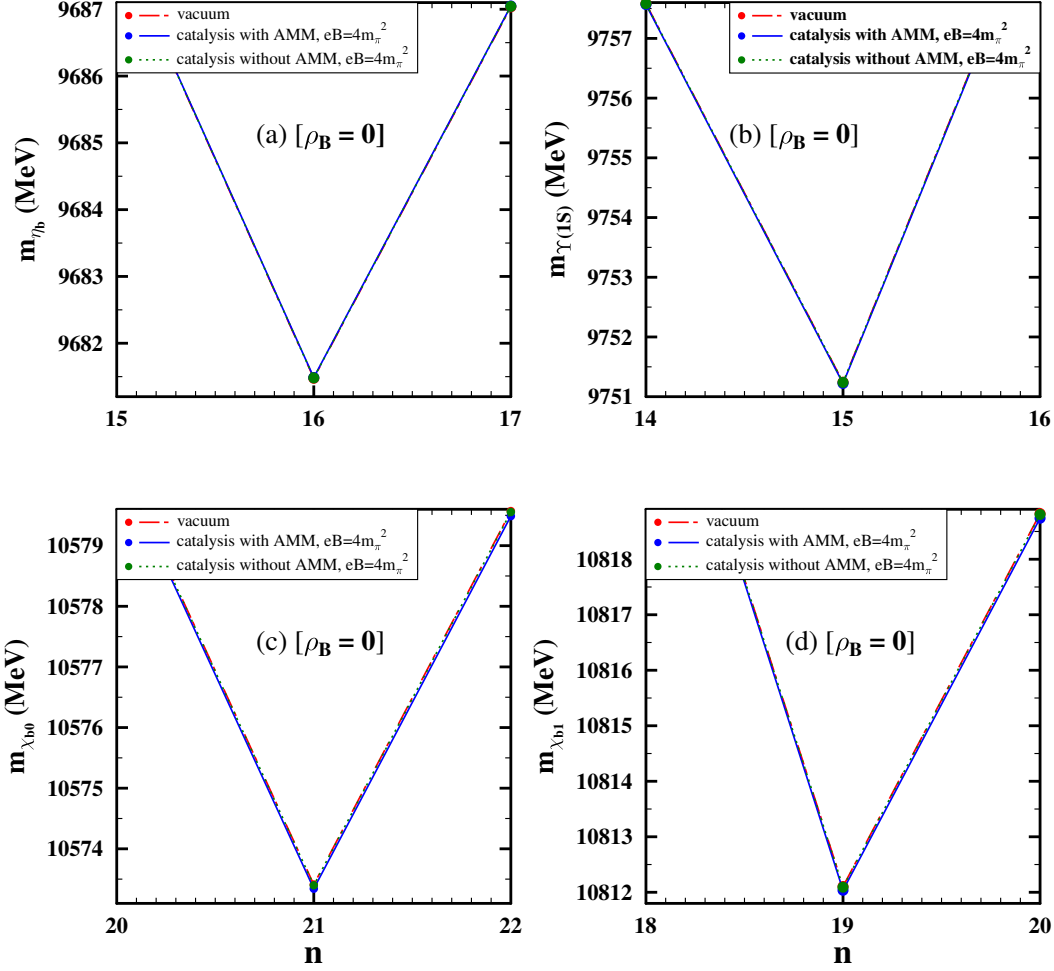 9687
9686
9685
9684
9683
9682
m_ηb (MeV)
vacuum
catalysis with AMM, eB=4m_π^2
catalysis without AMM, eB=4m_π^2
(a) [ρ_B = 0]
15 16 17
9757
9756
9755
9754
9753
9752
9751
m_Υ(1S) (MeV)
vacuum
catalysis with AMM, eB=4m_π^2
catalysis without AMM, eB=4m_π^2
(b) [ρ_B = 0]
14 15 16
10579
10578
10577
10576
10575
10574
m_χb0 (MeV)
vacuum
catalysis with AMM, eB=4m_π^2
catalysis without AMM, eB=4m_π^2
(c) [ρ_B = 0]
20 21 22
n
10818
10817
10816
10815
10814
10813
10812
m_χb1 (MeV)
vacuum
catalysis with AMM, eB=4m_π^2
catalysis without AMM, eB=4m_π^2
(d) [ρ_B = 0]
18 19 20
n